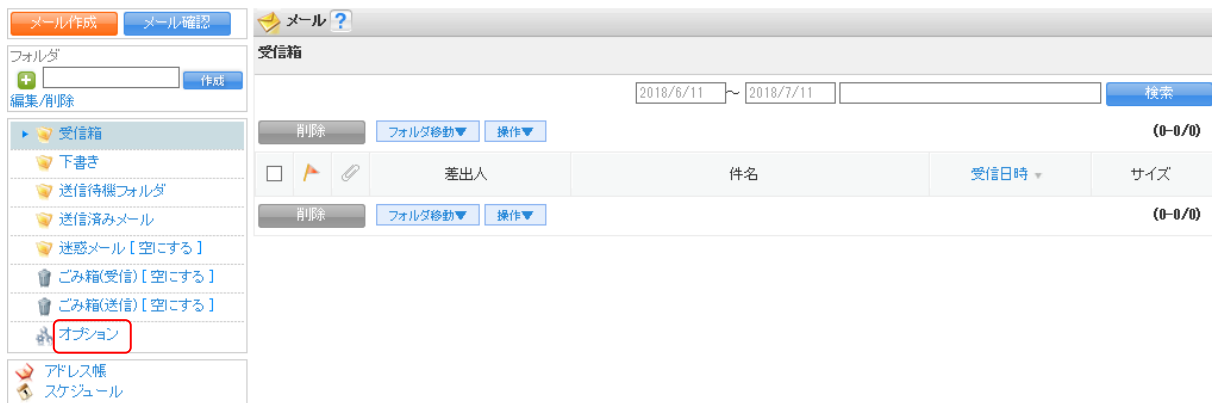 メール作成 メール確認
フォルダ
作成
編集/削除
受信箱
下書き
送信待機フォルダ
送信済みメール
迷惑メール [ 空にする ]
ごみ箱(受信) [ 空にする ]
ごみ箱(送信) [ 空にする ]
オプション
アドレス帳
スケジュール
メール ?
受信箱
2018/6/11 ～ 2018/7/11 検索
削除 フォルダ移動▼ 操作▼ (0-0/0)
差出人 件名 受信日時 ▼ サイズ
削除 フォルダ移動▼ 操作▼ (0-0/0)